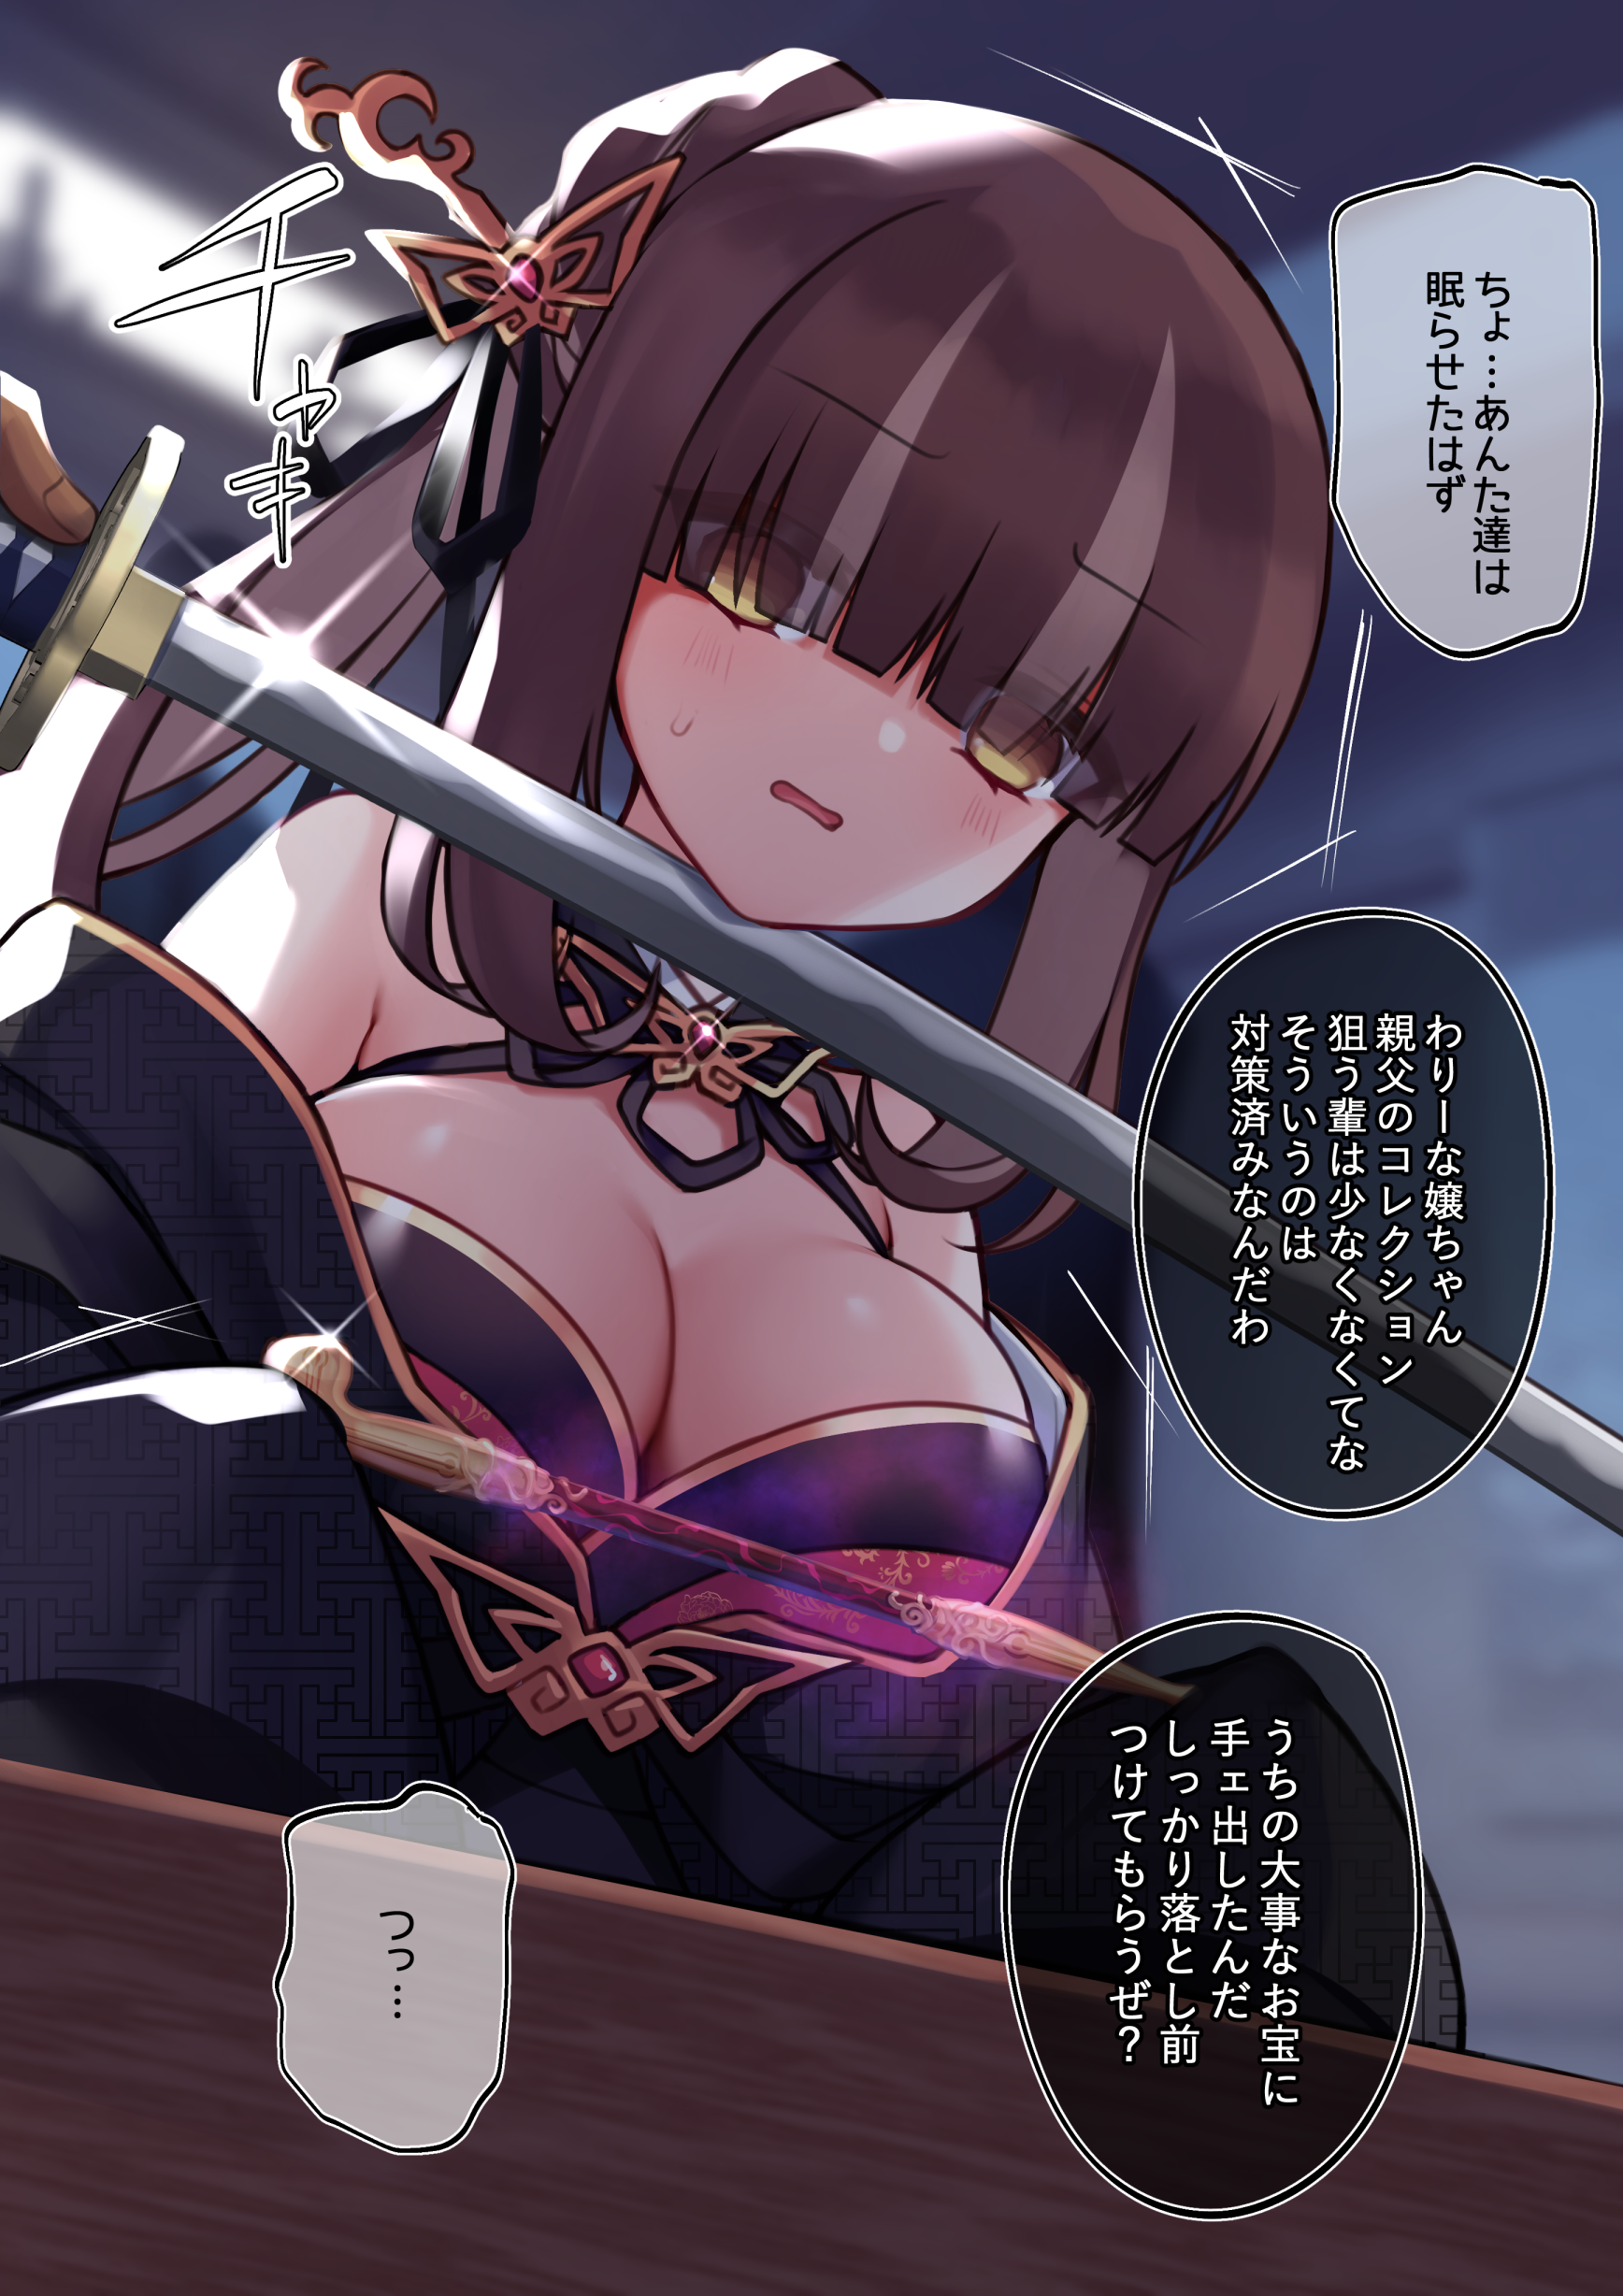 ちょ…あんた達は
眠らせたはず
チャキ
わりーな嬢ちゃん
親父のコレクション
狙う輩は少なくなくてな
そういうのは
対策済みなんだわ
うちの大事なお宝に
手ェ出したんだ
しっかり落とし前
つけてもらうぜ？
つっ…